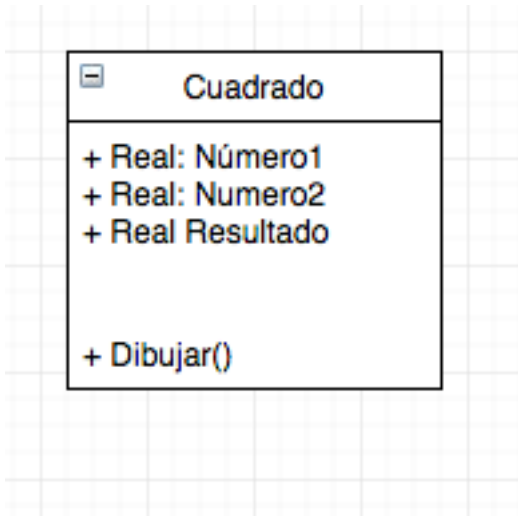 Cuadrado
+ Real: Número1
+ Real: Numero2
+ Real Resultado
+ Dibujar()